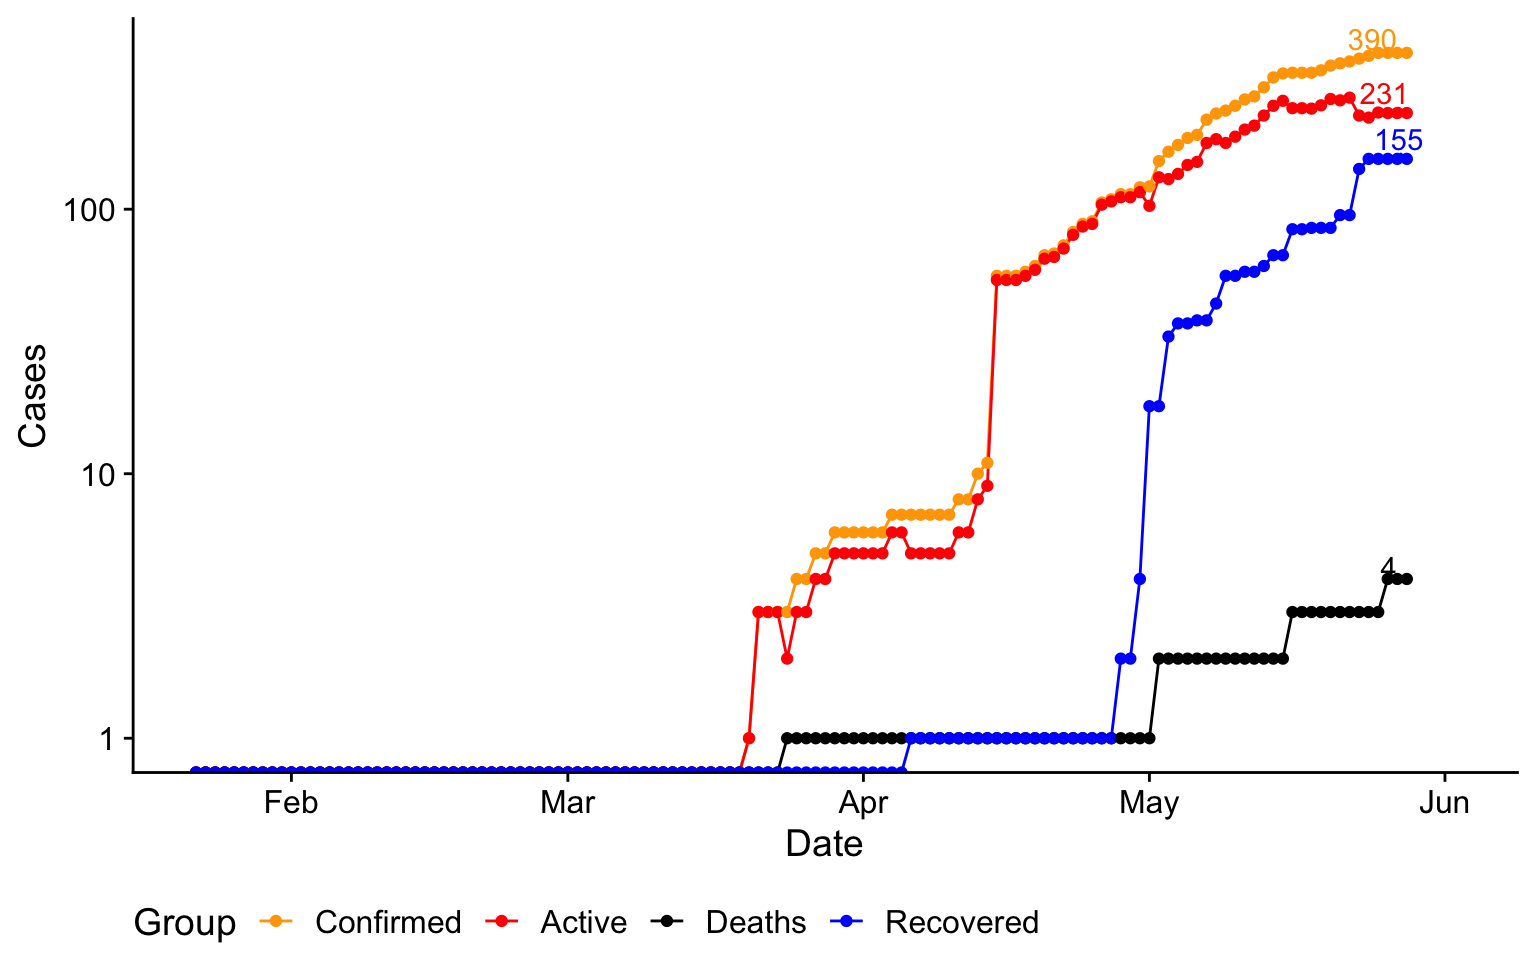 390
231
155
100
Cases
10
4
1
Feb Mar Apr May Jun
Date
Group Confirmed Active Deaths Recovered